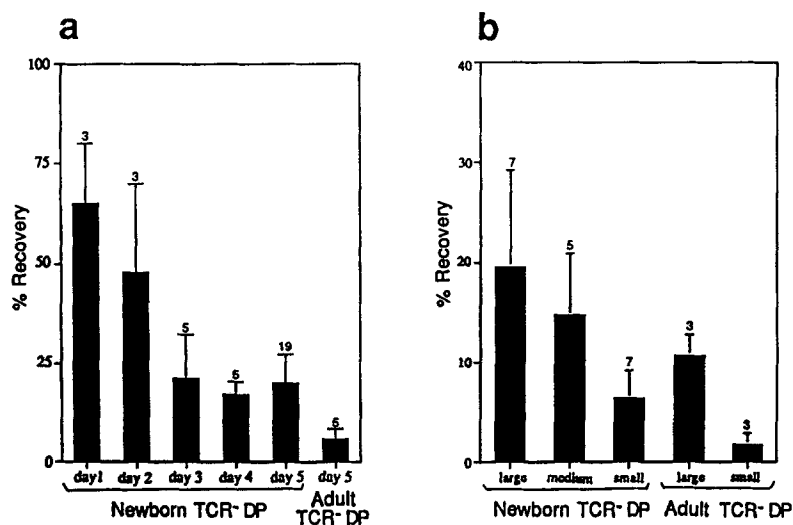 a
100
75
50
25
0
% Recovery
3
3
5
5
19
5
day1
day 2
day 3
day 4
day 5
day 5
Newborn TCR- DP
Adult
TCR- DP
b
40
30
20
10
0
% Recovery
7
5
7
3
3
large
medium
small
large
small
Newborn TCR- DP
Adult TCR- DP